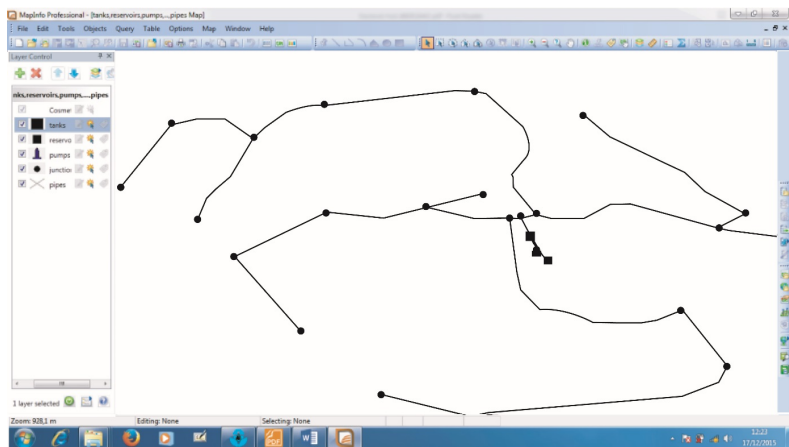 MapInfo Professional - [tanks,reservoirs,pumps,...,pipes Map]
File Edit Tools Objects Query Table Options Map Window Help
Layer Control
nks,reservoirs,pumps,...,pipes
Cosme
tanks
reservo
pumps
junctio
pipes
1 layer selected
Zoom: 928,1 m Editing: None Selecting: None
12:23
17/12/2015